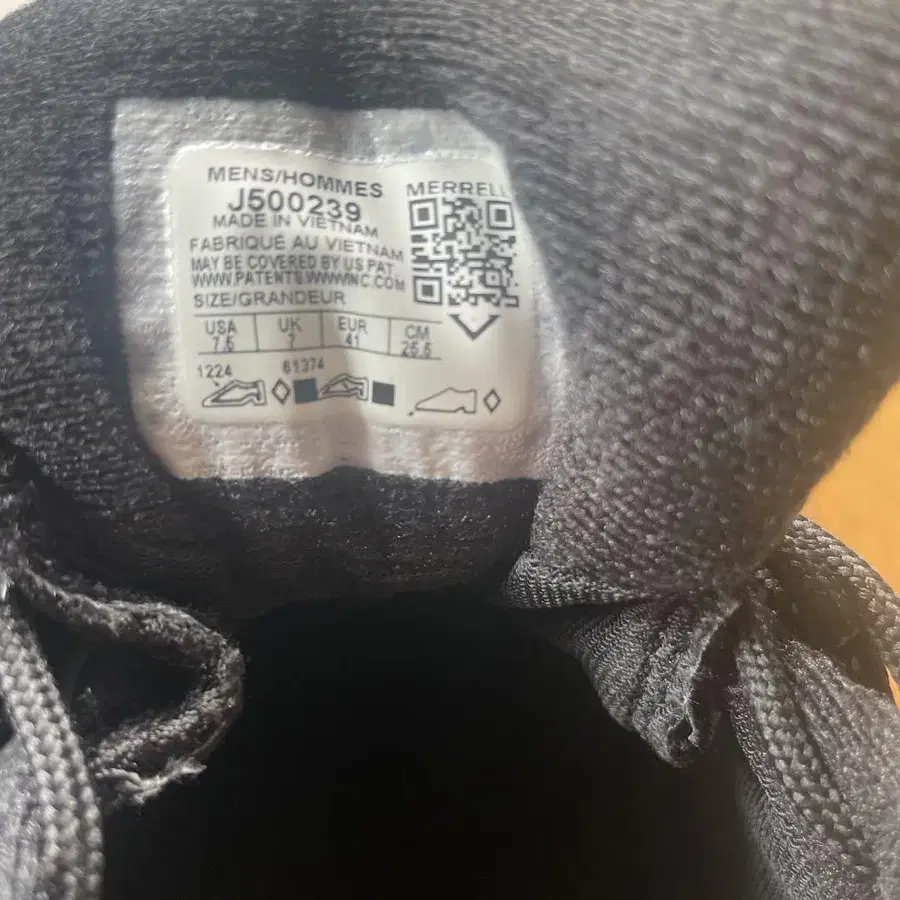 MENS/HOMMES
J500239
MADE IN VIETNAM
FABRIQUÉ AU VIETNAM
MAY BE COVERED BY US PAT
WWW.PATENTS.WWWINC.COM
SIZE/GRANDEUR
MERRELL
USA UK EUR CM
7.5 7 41 25.5
1224 61374